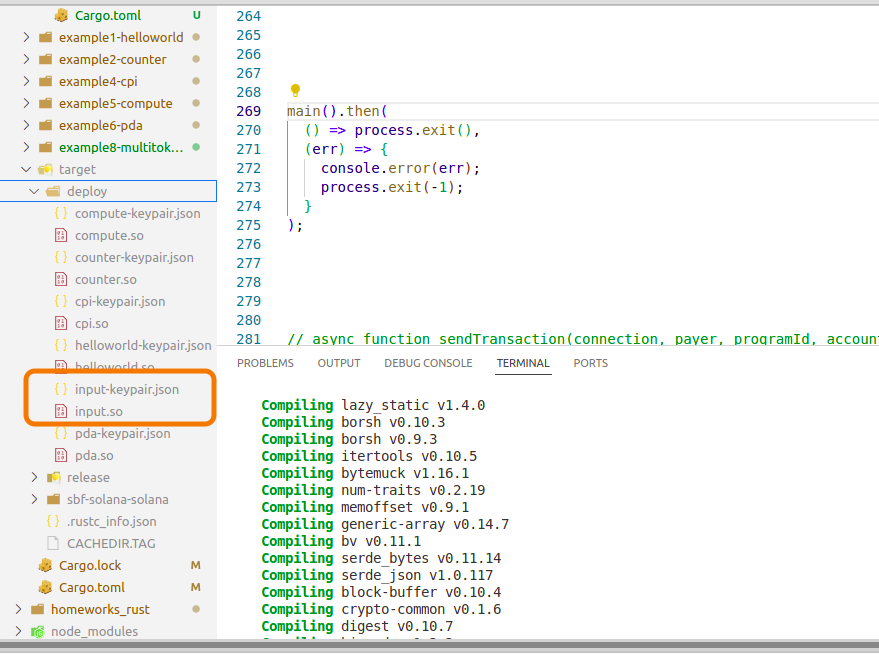 Cargo.toml U
example1-helloworld
example2-counter
example4-cpi
example5-compute
example6-pda
example8-multitok...
target
deploy
compute-keypair.json
compute.so
counter-keypair.json
counter.so
cpi-keypair.json
cpi.so
helloworld-keypair.json
helloworld.so
input-keypair.json
input.so
pda-keypair.json
pda.so
release
sbf-solana-solana
.rustc_info.json
CACHEDIR.TAG
Cargo.lock M
Cargo.toml M
homeworks_rust
node_modules
264
265
266
267
268
269 main().then(
270 () => process.exit(),
271 (err) => {
272 console.error(err);
273 process.exit(-1);
274 }
275 );
276
277
278
279
280
281 // async function sendTransaction(connection, payer, programId, accoun
PROBLEMS OUTPUT DEBUG CONSOLE TERMINAL PORTS
Compiling lazy_static v1.4.0
Compiling borsh v0.10.3
Compiling borsh v0.9.3
Compiling itertools v0.10.5
Compiling bytemuck v1.16.1
Compiling num-traits v0.2.19
Compiling memoffset v0.9.1
Compiling generic-array v0.14.7
Compiling bv v0.11.1
Compiling serde_bytes v0.11.14
Compiling serde_json v1.0.117
Compiling block-buffer v0.10.4
Compiling crypto-common v0.1.6
Compiling digest v0.10.7